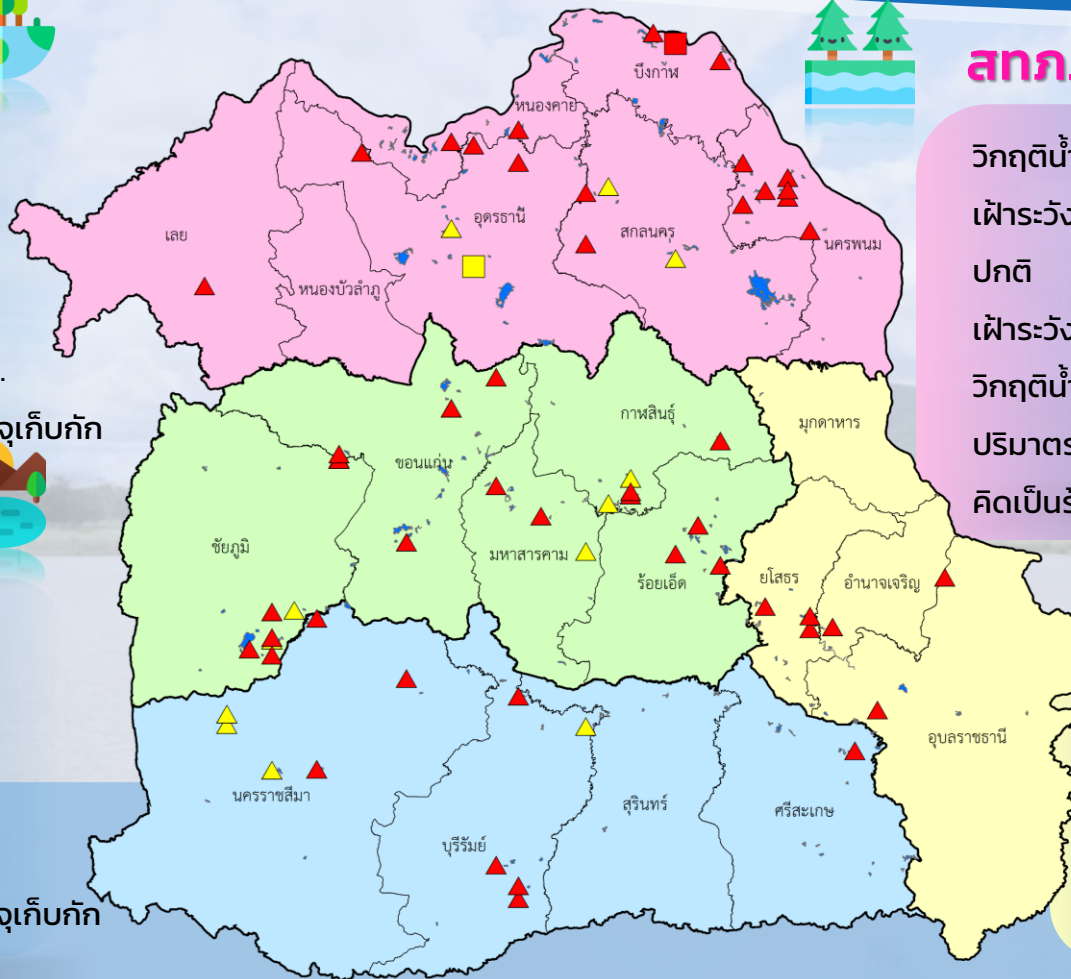 สทภ.
วิกฤติน้ำ
เฝ้าระวัง
ปกติ
เฝ้าระวัง
วิกฤติน้ำ
ปริมาตร
คิดเป็นร้
.
จุเก็บกัก
จุเก็บกัก
บึงกาฬ
หนองคาย
เลย
อุดรธานี
สกลนคร
นครพนม
หนองบัวลำภู
กาฬสินธุ์
มุกดาหาร
ขอนแก่น
ชัยภูมิ
มหาสารคาม
ร้อยเอ็ด
ยโสธร
อำนาจเจริญ
อุบลราชธานี
นครราชสีมา
สุรินทร์
ศรีสะเกษ
บุรีรัมย์